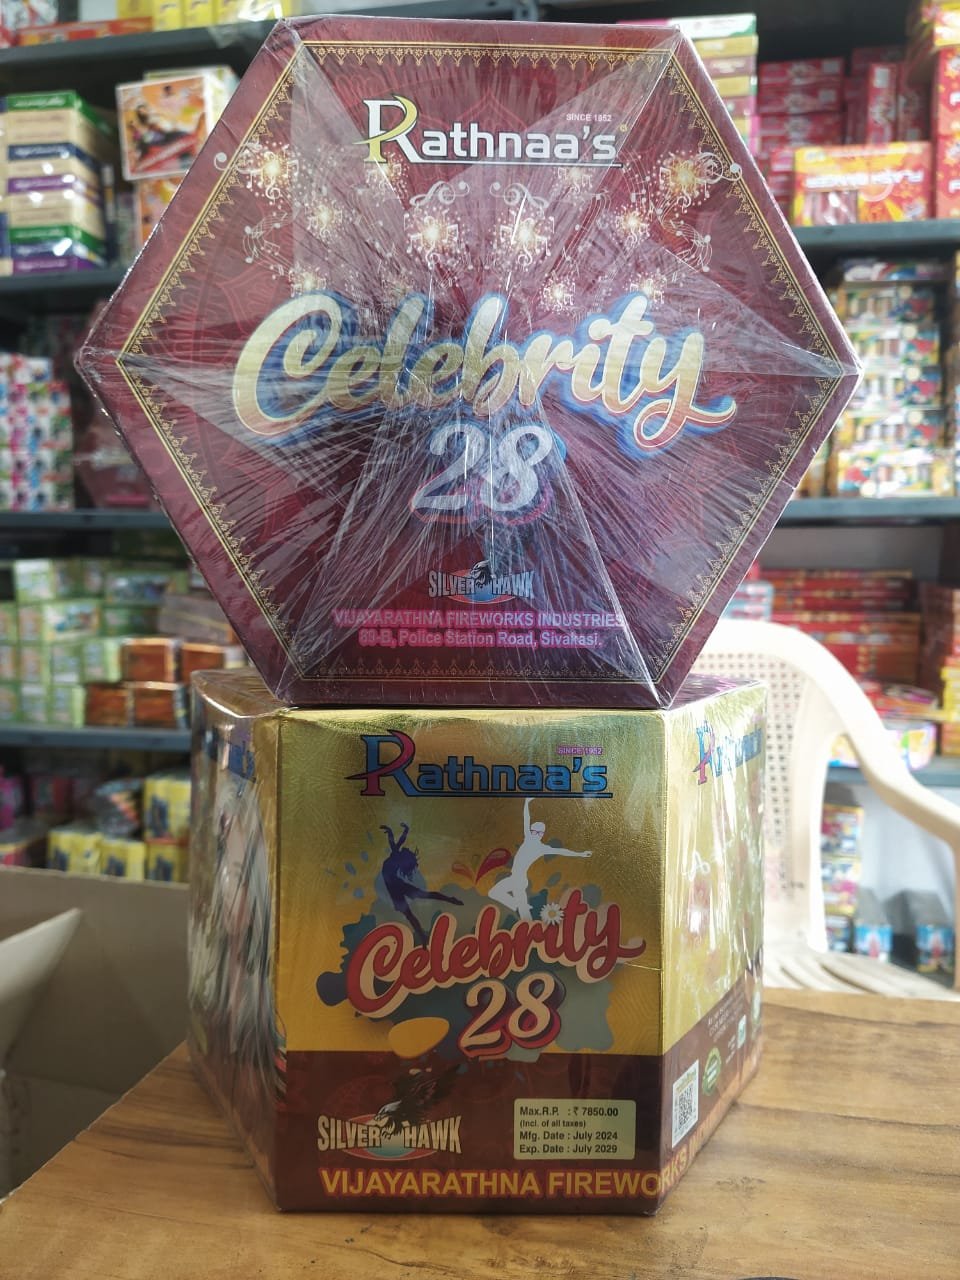 SINCE 1952
Rathnaa's
Celebrity
28
SILVER HAWK
VIJAYARATHNA FIREWORKS INDUSTRIES
89-B, Police Station Road, Sivakasi.
SINCE 1952
Rathnaa's
Celebrity
28
SILVER HAWK
Max.R.P. : ₹ 7850.00
(Incl. of all taxes)
Mfg. Date : July 2024
Exp. Date : July 2029
VIJAYARATHNA FIREWORKS